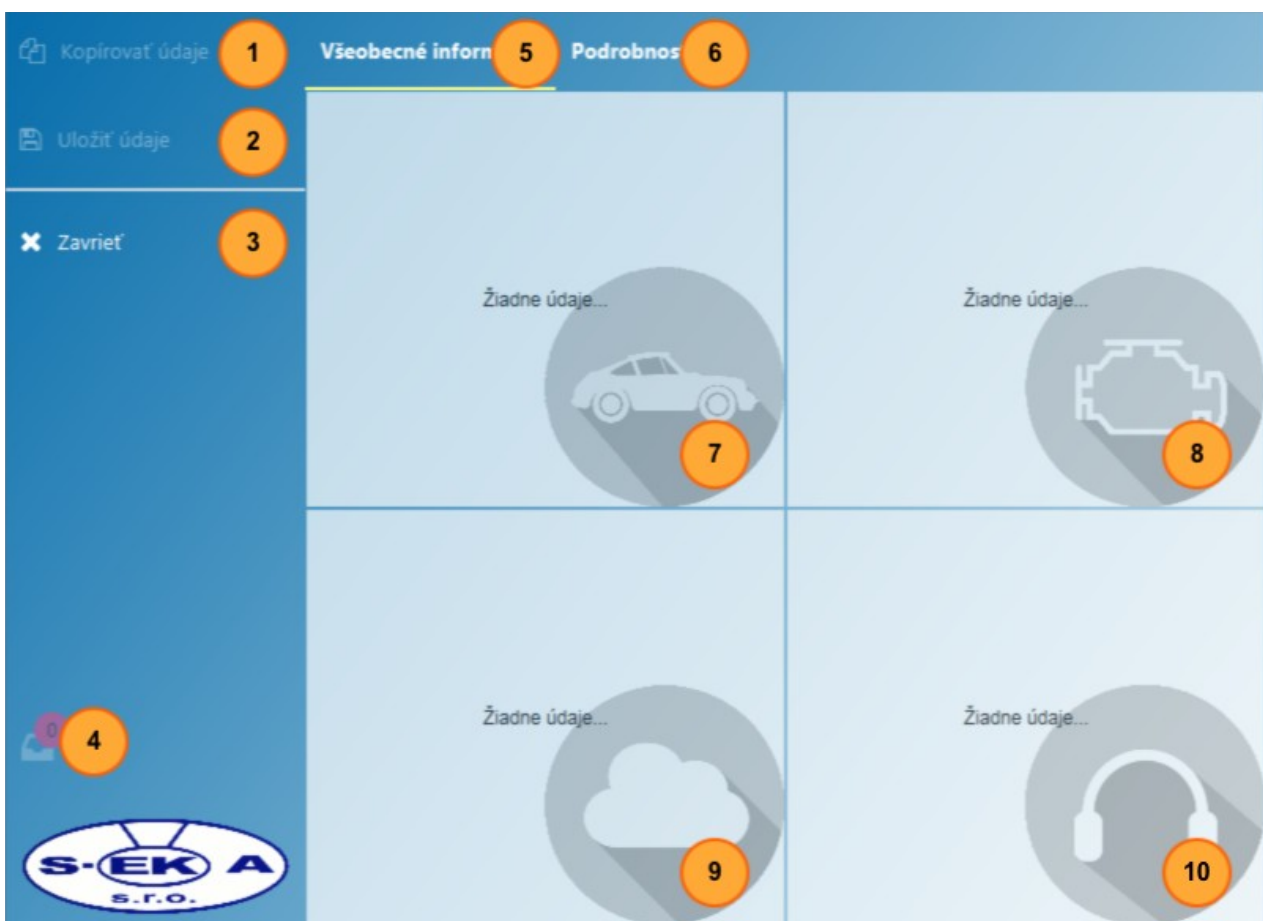 Kopírovať údaje 1
Všeobecné inform 5
Podrobnos 6
Uložiť údaje 2
Zavrieť 3
Žiadne údaje...
Žiadne údaje...
7
8
Žiadne údaje...
Žiadne údaje...
0
4
9
10
S-EKA
s.r.o.